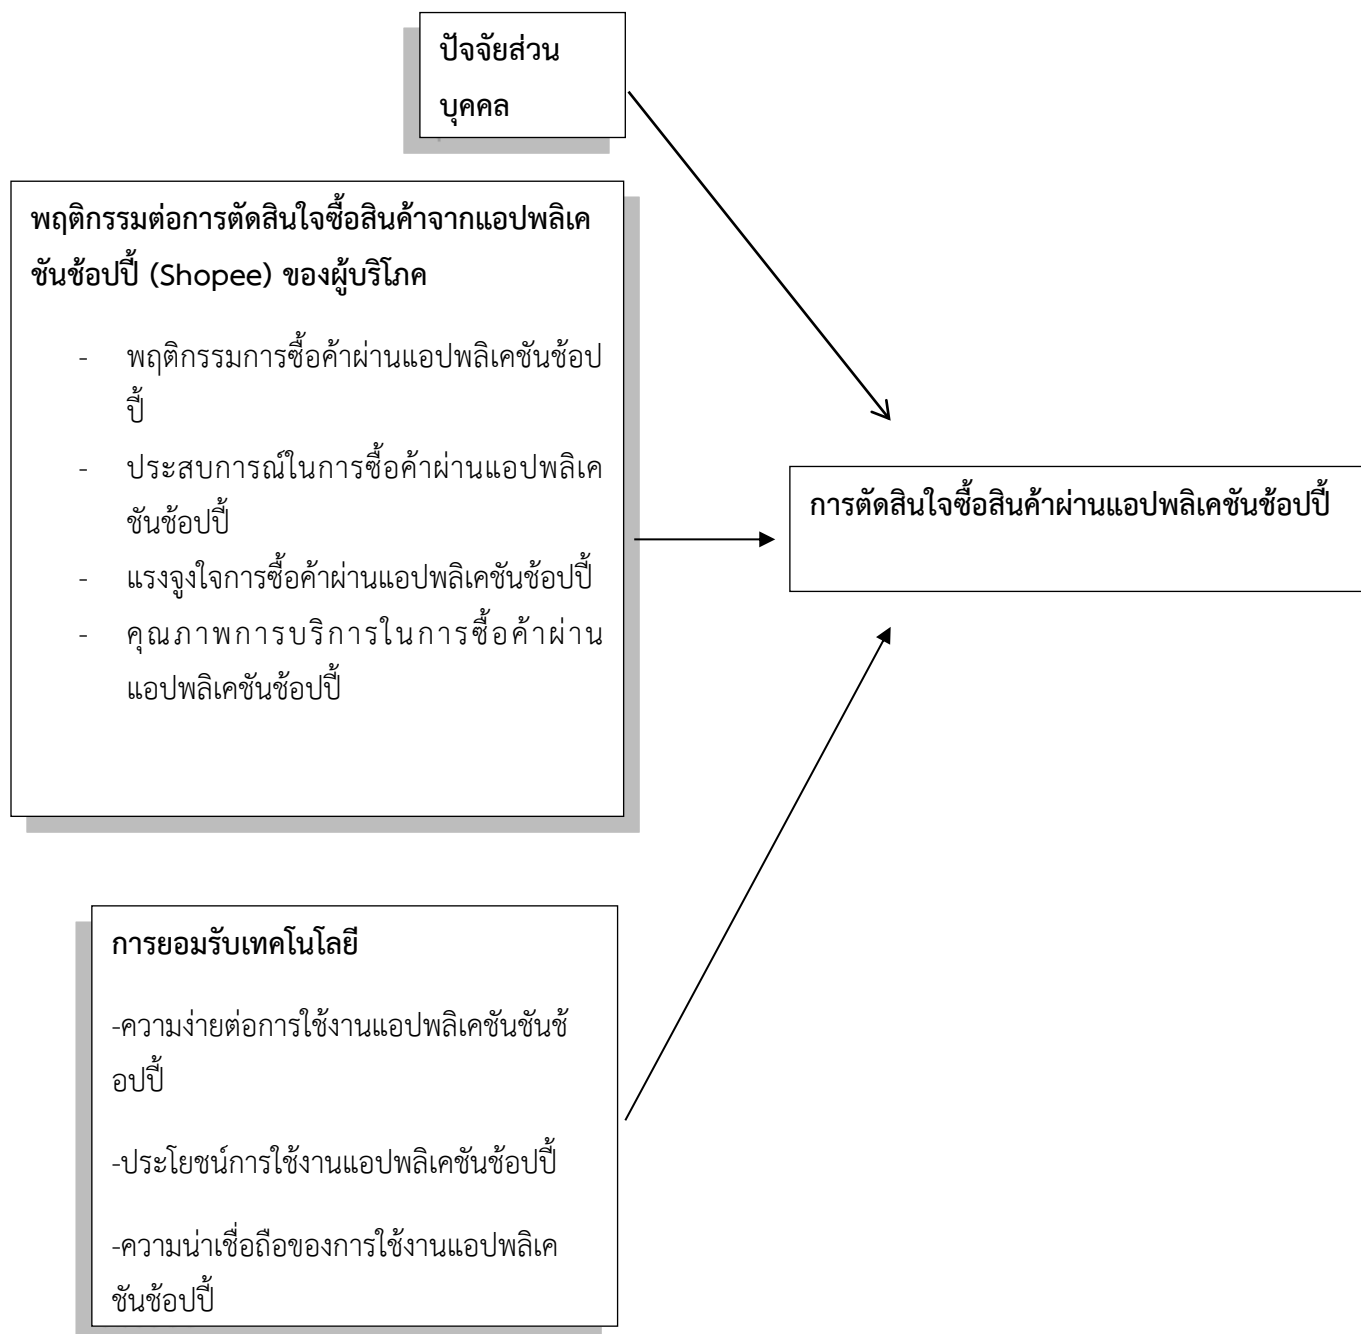 ปัจจัยส่วน
บุคคล
พฤติกรรมต่อการตัดสินใจซื้อสินค้าจากแอปพลิเค
ชันช้อปปี้ (Shopee) ของผู้บริโภค
- พฤติกรรมการซื้อค้าผ่านแอปพลิเคชันช้อป
ปี้
- ประสบการณ์ในการซื้อค้าผ่านแอปพลิเค
ชันช้อปปี้
- แรงจูงใจการซื้อค้าผ่านแอปพลิเคชันช้อปปี้
- คุณภาพการบริการในการซื้อค้าผ่าน
แอปพลิเคชันช้อปปี้
การตัดสินใจซื้อสินค้าผ่านแอปพลิเคชันช้อปปี้
การยอมรับเทคโนโลยี
-ความง่ายต่อการใช้งานแอปพลิเคชันชันช้
อปปี้
-ประโยชน์การใช้งานแอปพลิเคชันช้อปปี้
-ความน่าเชื่อถือของการใช้งานแอปพลิเค
ชันช้อปปี้